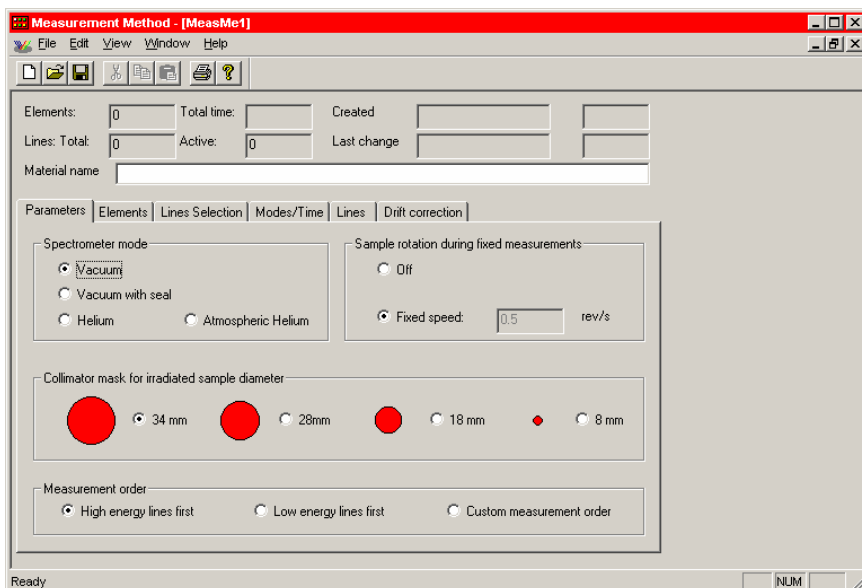 Measurement Method - [MeasMe1]
File Edit View Window Help
Elements: 0 Total time: Created
Lines: Total: 0 Active: 0 Last change
Material name
Parameters Elements Lines Selection Modes/Time Lines Drift correction
Spectrometer mode Sample rotation during fixed measurements
Vacuum Off
Vacuum with seal
Helium Atmospheric Helium Fixed speed: 0.5 rev/s
Collimator mask for irradiated sample diameter
34 mm 28mm 18 mm 8 mm
Measurement order
High energy lines first Low energy lines first Custom measurement order
Ready NUM